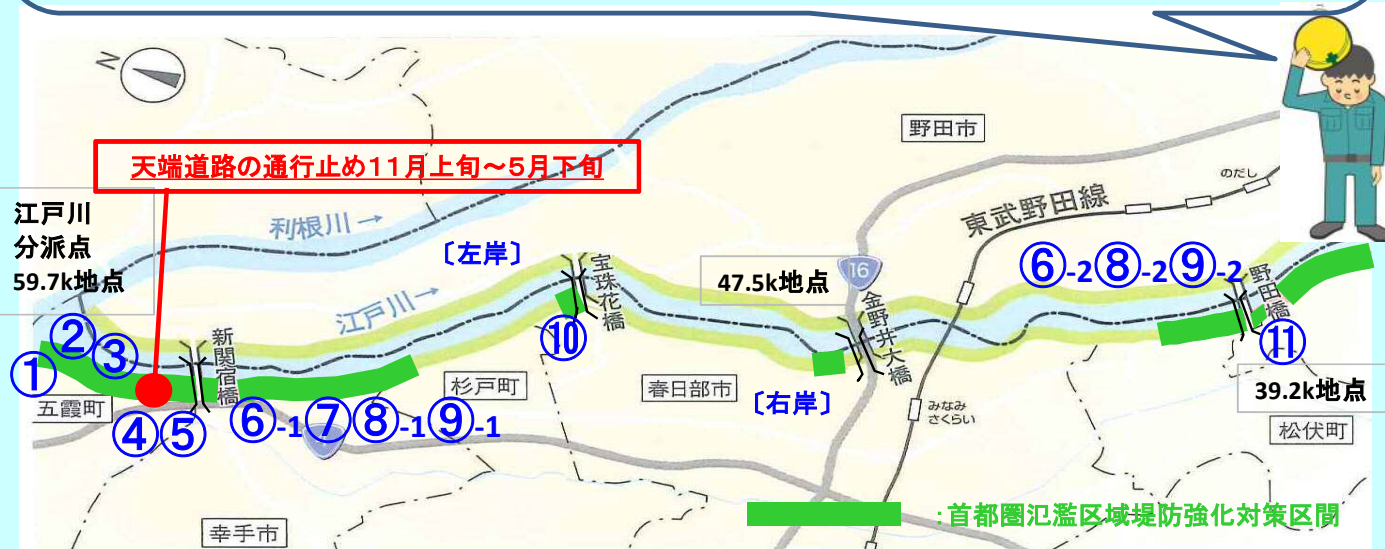 N
野田市
天端道路の通行止め11月上旬～5月下旬
のだし
東武野田線
江戸川
分派点
59.7k地点
利根川→
〔左岸〕
江戸川→
宝珠花橋
47.5k地点
16
金野井大橋
⑥-2⑧-2⑨-2
野田橋
①
②
③
新関宿橋
⑩
⑪
五霞町
杉戸町
春日部市
〔右岸〕
39.2k地点
④⑤
⑥-1⑦⑧-1⑨-1
みなみ
さくらい
松伏町
幸手市
:首都圏氾濫区域堤防強化対策区間